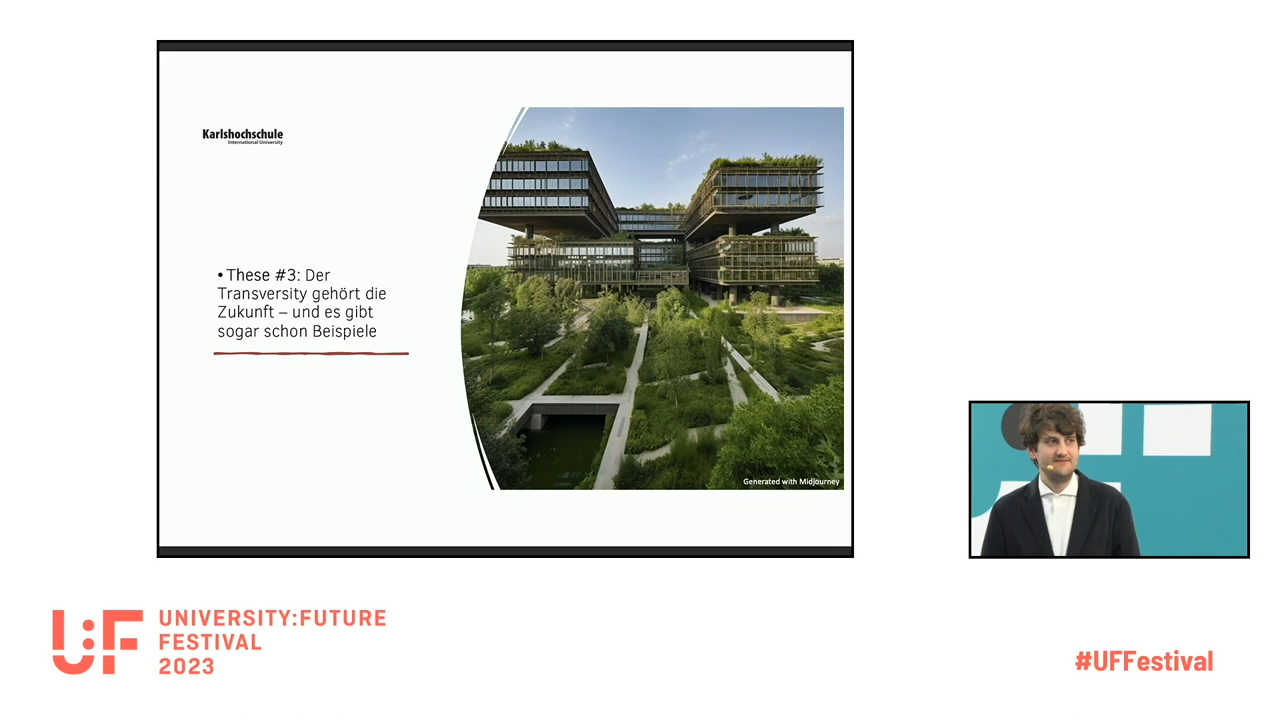 Karlshochschule
International University
• These #3: Der
Transversity gehört die
Zukunft – und es gibt
sogar schon Beispiele
Generated with Midjourney
U:F
UNIVERSITY:FUTURE
FESTIVAL
2023
#UFFestival